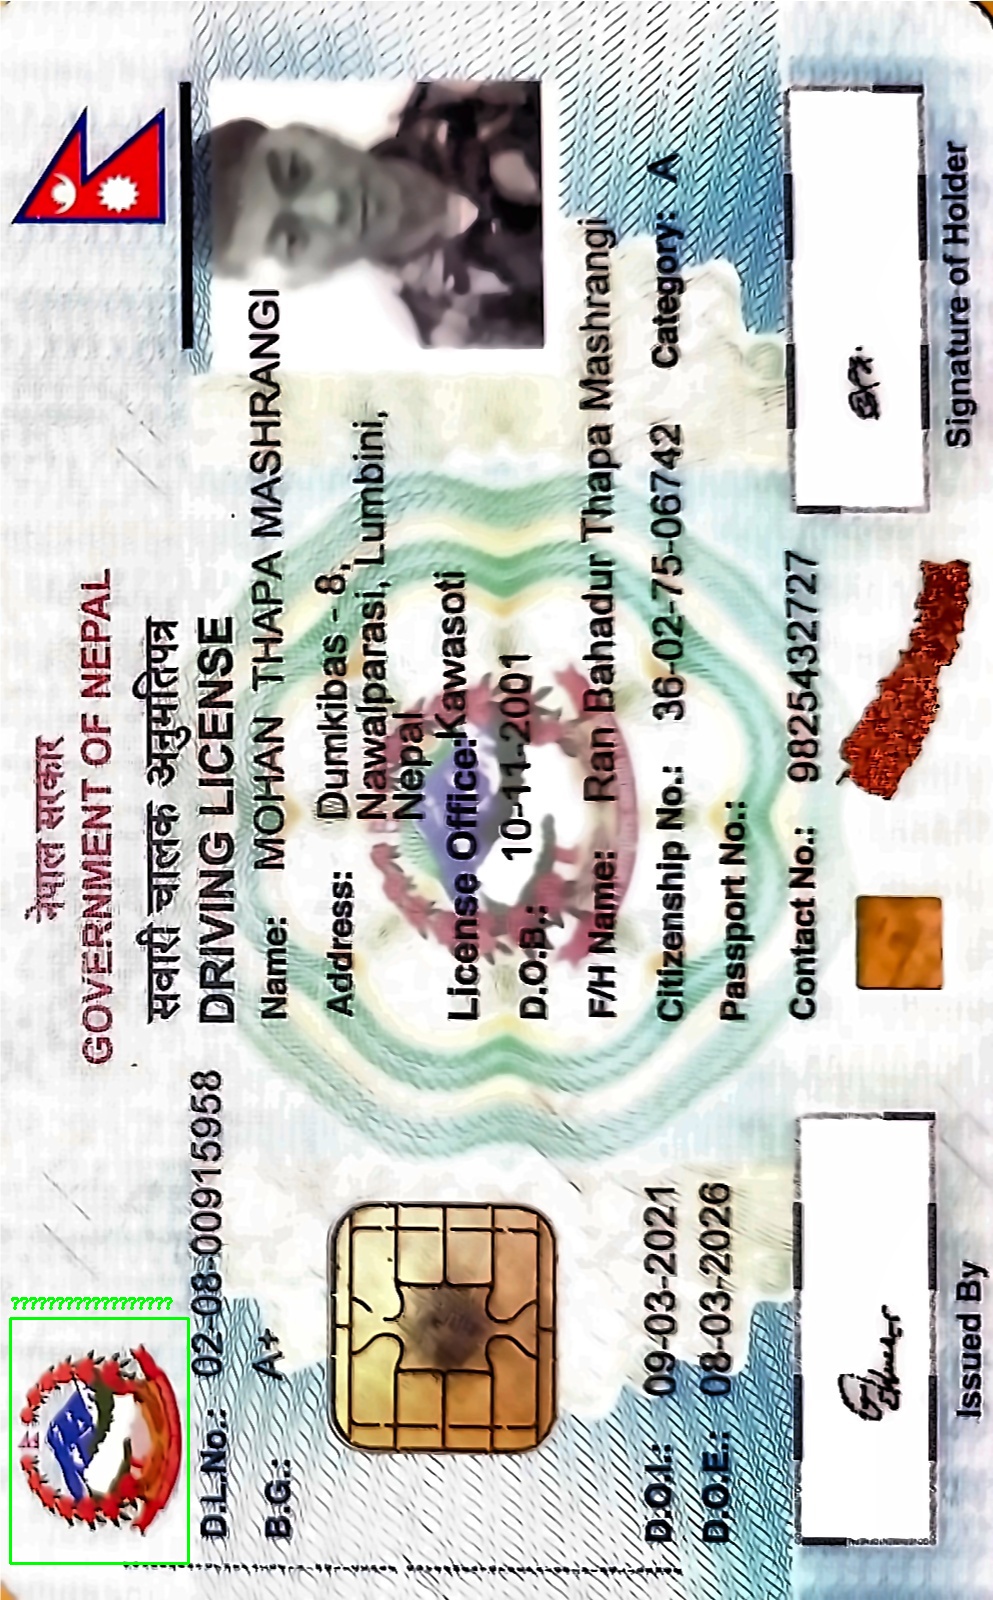 नेपाल सरकार
GOVERNMENT OF NEPAL
सवारी चालक अनुमतिपत्र
DRIVING LICENSE
??????????????????
D.L.No.: 02-08-00915958
B.G.: A+
Name: MOHAN THAPA MASHRANGI
Address: Dumkibas - 8,
Nawalparasi, Lumbini,
Nepal
License Office: Kawasoti
D.O.B.: 10-11-2001
F/H Name: Ran Bahadur Thapa Mashrangi
Citizenship No.: 36-02-75-06742 Category: A
D.O.I.: 09-03-2021
Passport No.:
D.O.E.: 08-03-2026
Contact No.: 9825432727
Issued By
Signature of Holder